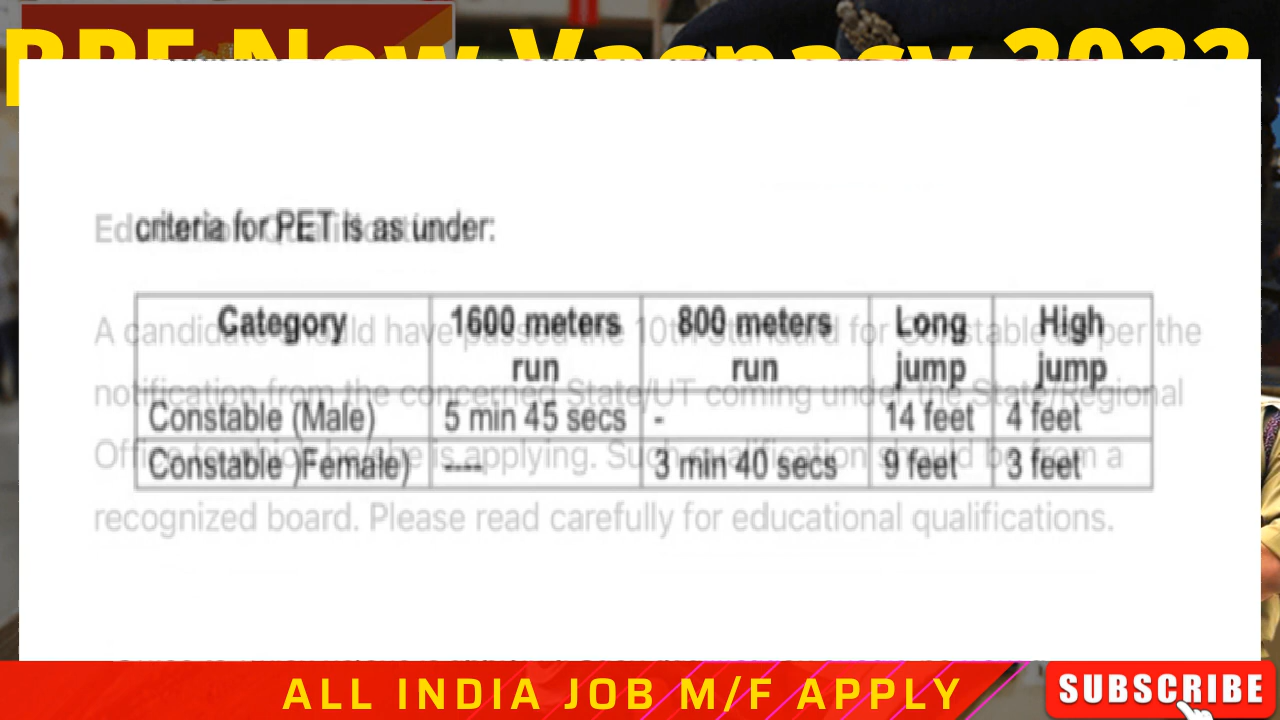 RPF New Vacnacy 2022
Educational Qualification:
criteria for PET is as under:
Category 1600 meters run 800 meters run Long jump High jump
A candidate should have passed the 10th standard for Constable as per the
notification from the concerned State/UT coming under the State/Regional
Constable (Male) 5 min 45 secs - 14 feet 4 feet
Office to which he/she is applying. Such qualification should be from a
Constable )Female) ---- 3 min 40 secs 9 feet 3 feet
recognized board. Please read carefully for educational qualifications.
ALL INDIA JOB M/F APPLY
SUBSCRIBE